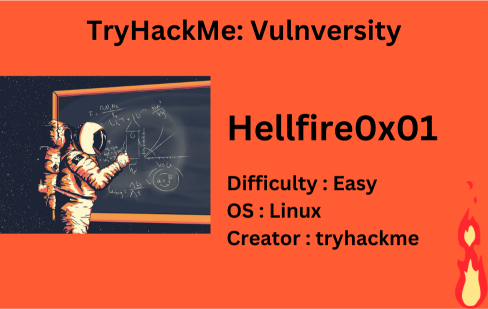 TryHackMe: Vulnversity
Hellfire0x01
Difficulty : Easy
OS : Linux
Creator : tryhackme